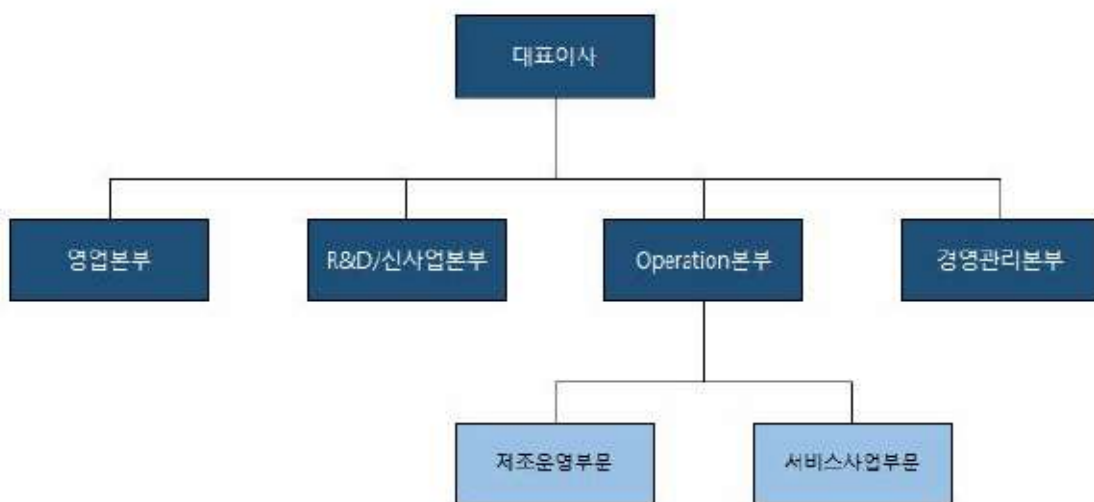 대표이사
영업본부
R&D/신사업본부
Operation본부
경영관리본부
제조운영부문
서비스사업부문